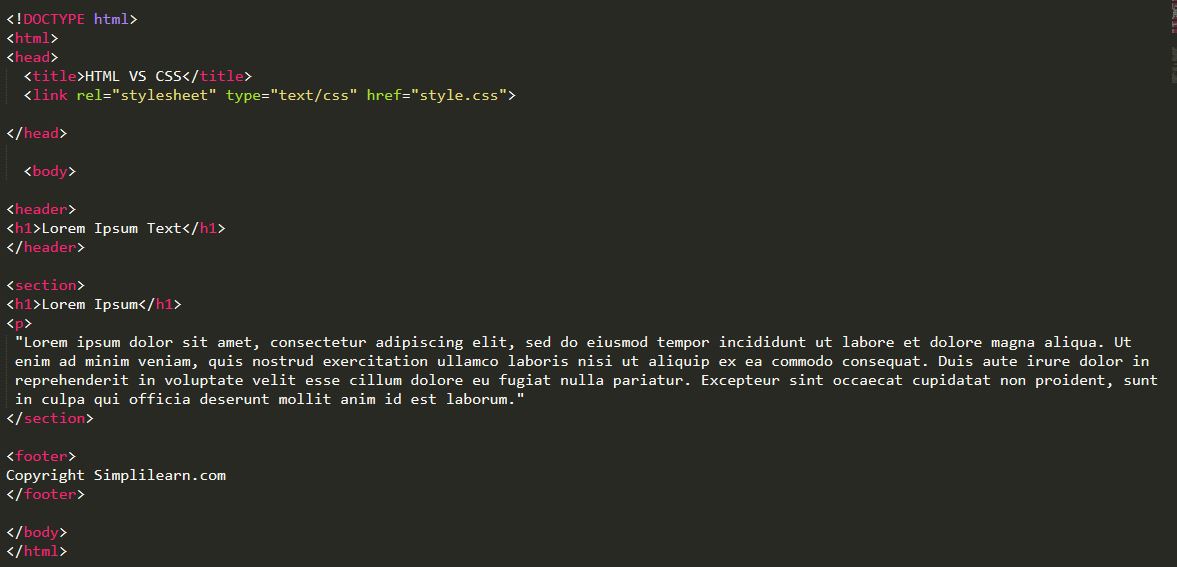 <!DOCTYPE html>
<html>
<head>
<title>HTML VS CSS</title>
<link rel="stylesheet" type="text/css" href="style.css">
</head>
<body>
<header>
<h1>Lorem Ipsum Text</h1>
</header>
<section>
<h1>Lorem Ipsum</h1>
<p>
"Lorem ipsum dolor sit amet, consectetur adipiscing elit, sed do eiusmod tempor incididunt ut labore et dolore magna aliqua. Ut
enim ad minim veniam, quis nostrud exercitation ullamco laboris nisi ut aliquip ex ea commodo consequat. Duis aute irure dolor in
reprehenderit in voluptate velit esse cillum dolore eu fugiat nulla pariatur. Excepteur sint occaecat cupidatat non proident, sunt
in culpa qui officia deserunt mollit anim id est laborum."
</section>
<footer>
Copyright Simplilearn.com
</footer>
</body>
</html>